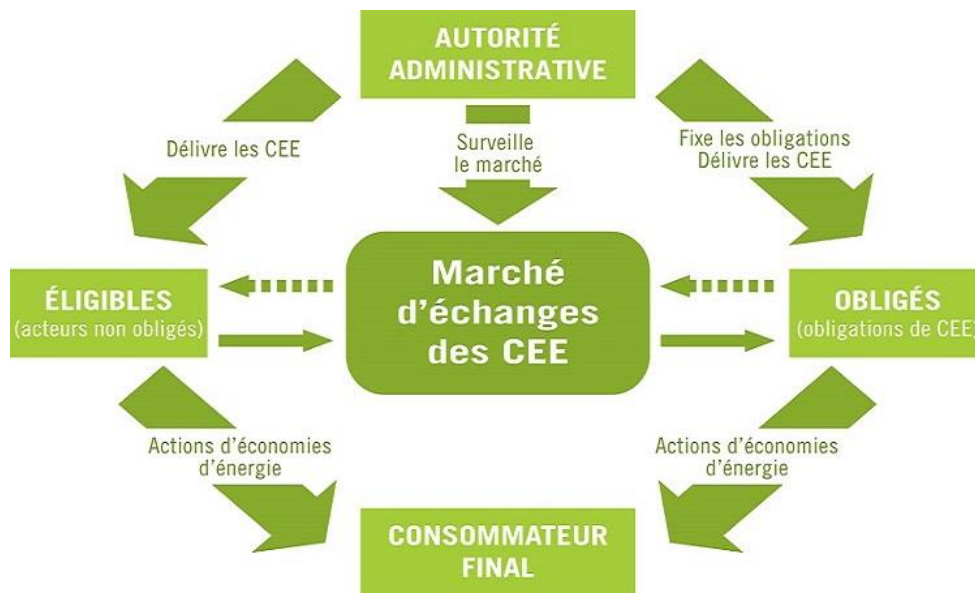 AUTORITÉ
ADMINISTRATIVE
Délivre les CEE
Surveille
le marché
Fixe les obligations
Délivre les CEE
ÉLIGIBLES
(acteurs non obligés)
Marché
d'échanges
des CEE
OBLIGÉS
(obligations de CEE)
Actions d'économies
d'énergie
Actions d'économies
d'énergie
CONSOMMATEUR
FINAL